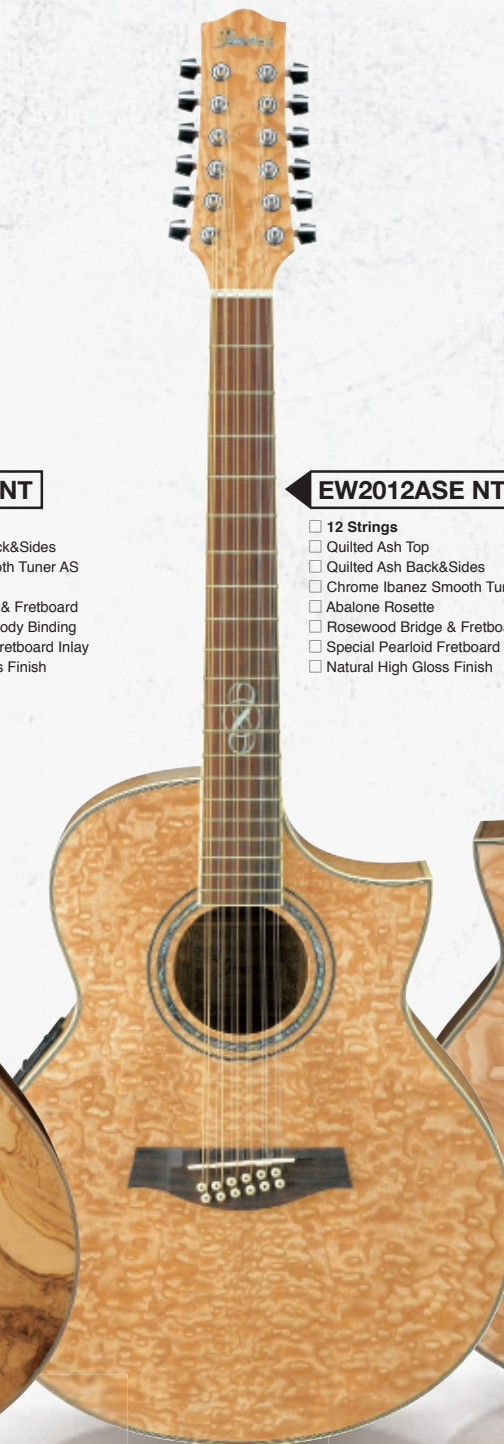 Ibanez
NT
ck&Sides
oth Tuner AS
& Fretboard
ody Binding
retboard Inlay
s Finish
EW2012ASE NT
12 Strings
Quilted Ash Top
Quilted Ash Back&Sides
Chrome Ibanez Smooth Tu
Abalone Rosette
Rosewood Bridge & Fretboa
Special Pearloid Fretboard
Natural High Gloss Finish